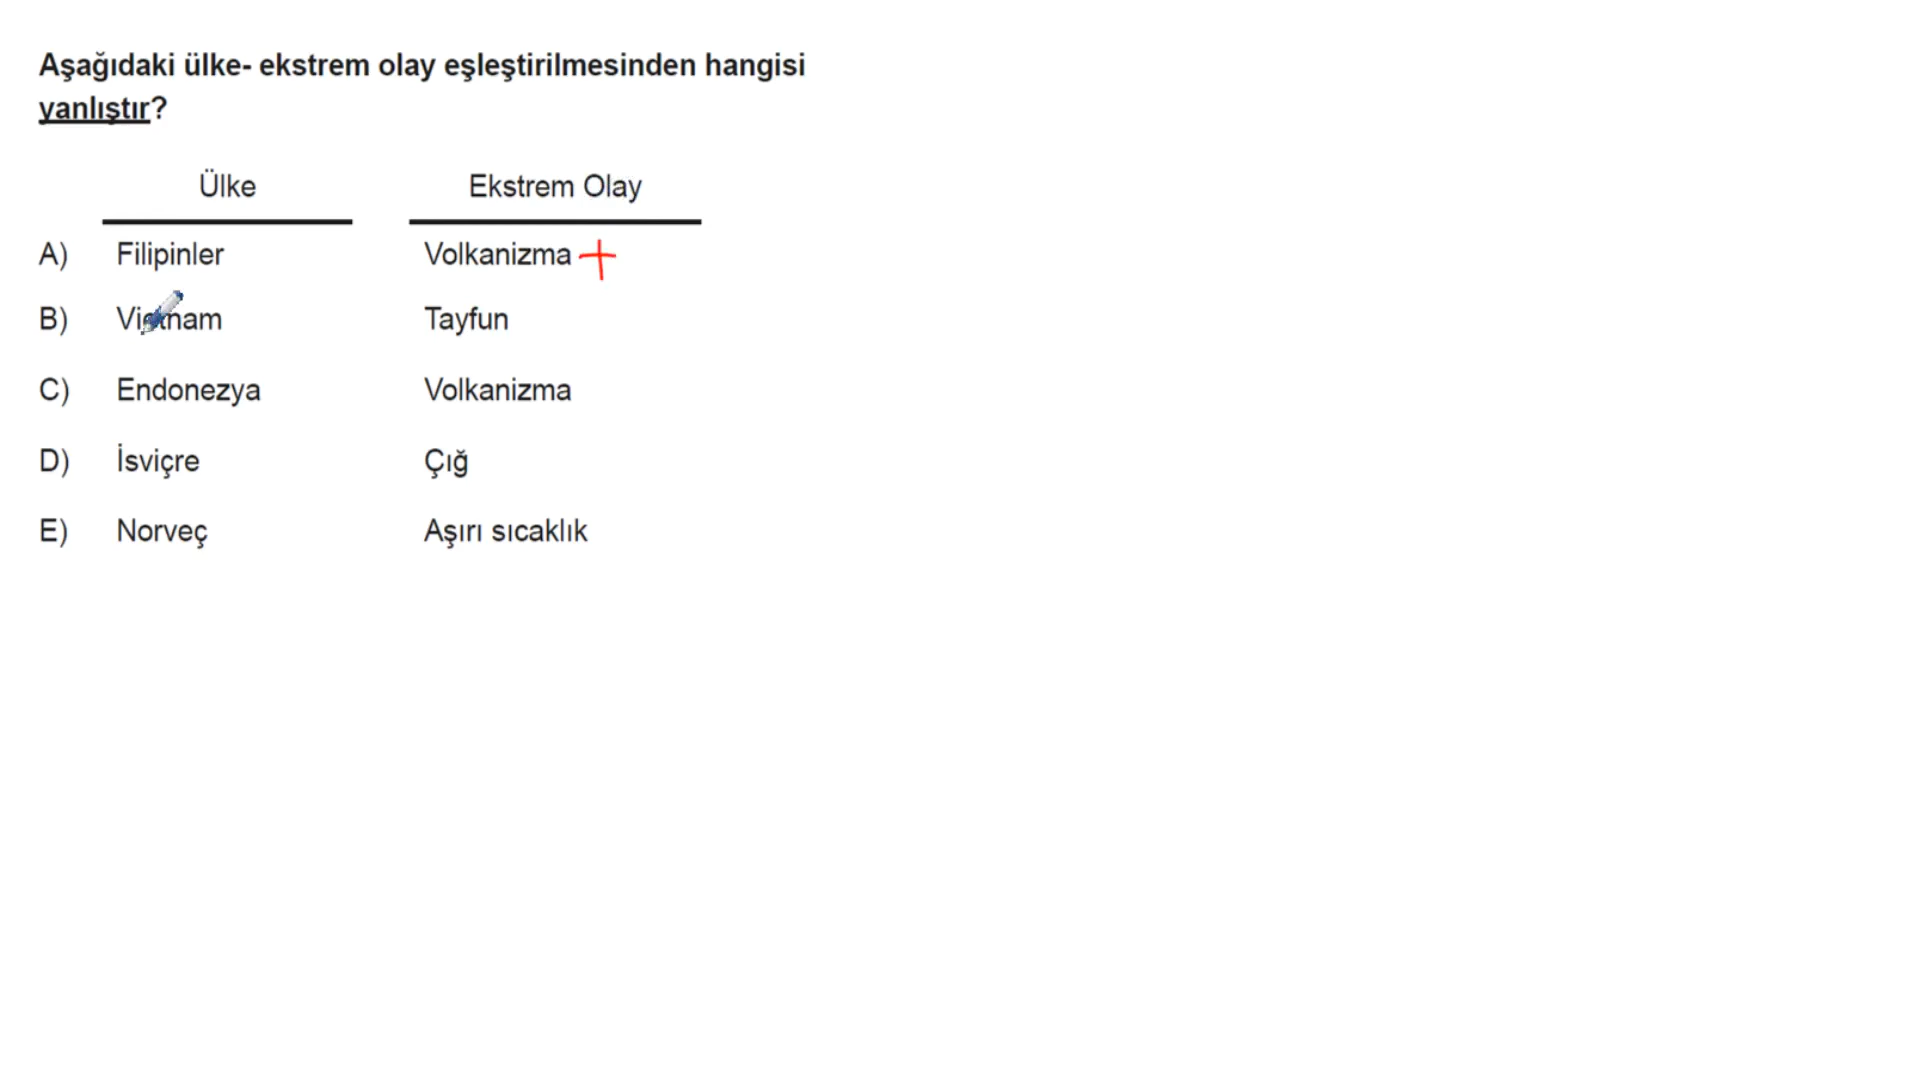 Aşağıdaki ülke- ekstrem olay eşleştirilmesinden hangisi
yanlıştır?
Ülke Ekstrem Olay
A) Filipinler Volkanizma +
B) Vietnam Tayfun
C) Endonezya Volkanizma
D) İsviçre Çığ
E) Norveç Aşırı sıcaklık